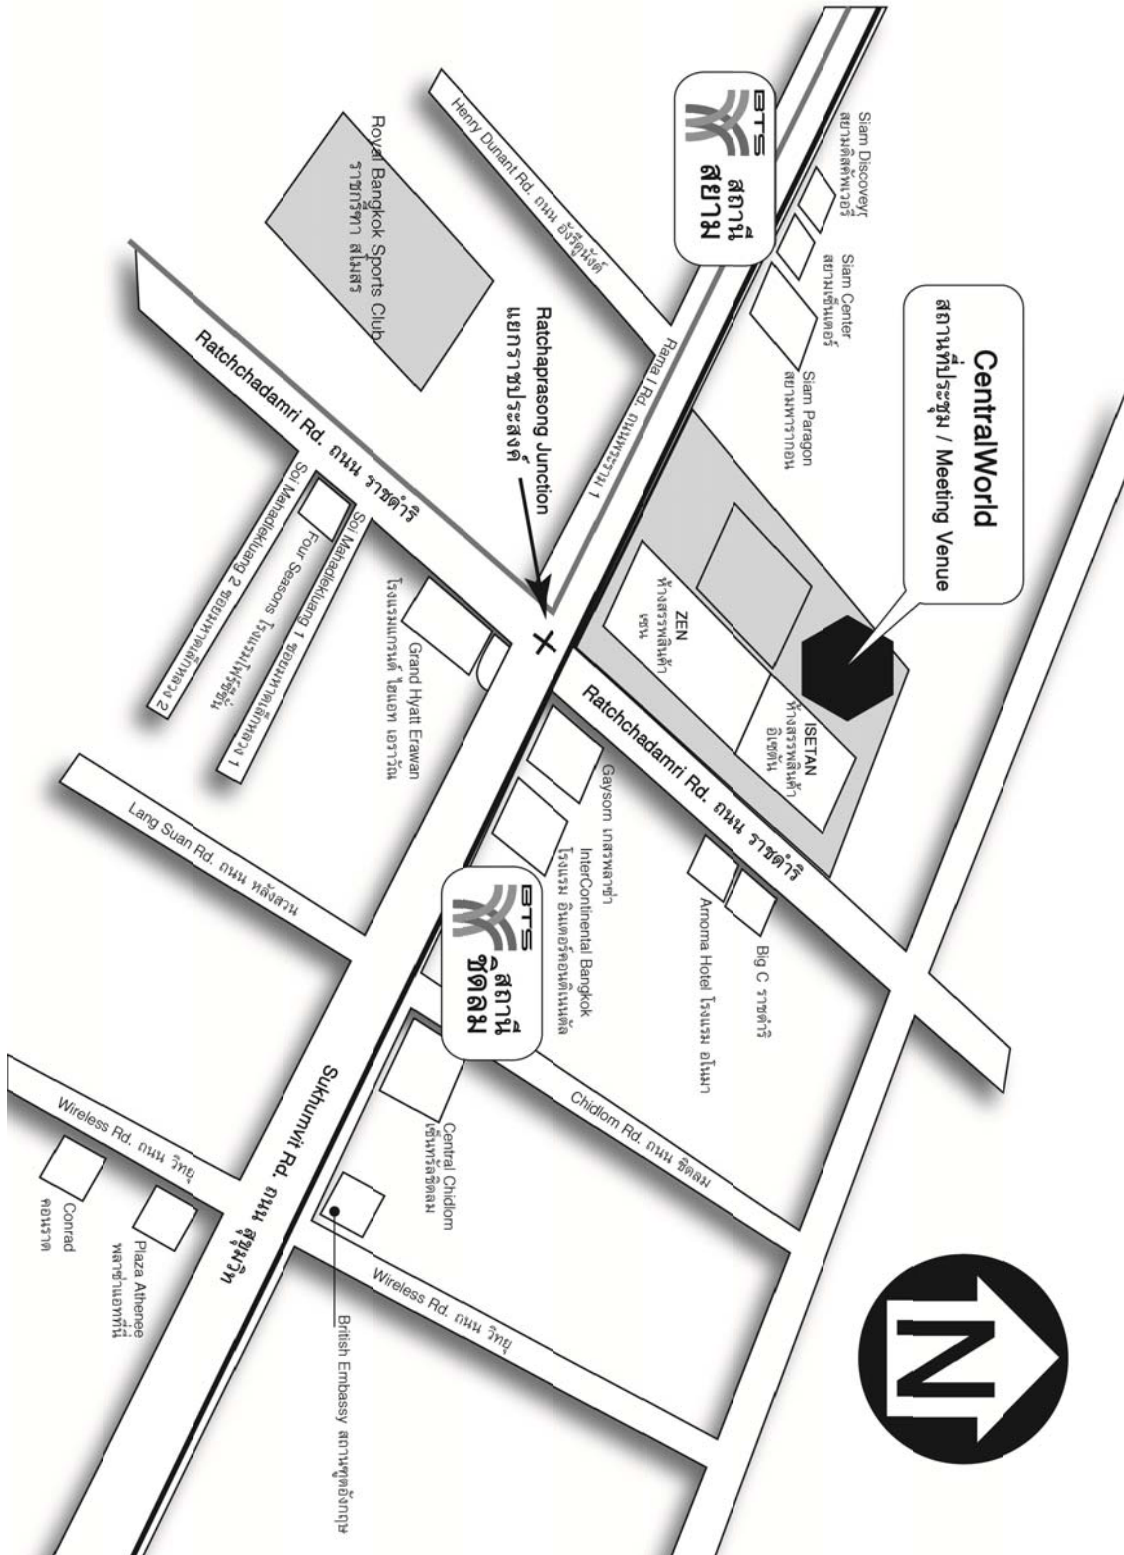 Siam Discoveyr
สยามดิสคัพเวอรี่
Siam Center
สยามเซ็นเตอร์
Siam Paragon
สยามพารากอน
CentralWorld
สถานที่ประชุม / Meeting Venue
BTS
สถานี
สยาม
Henry Dunant Rd. ถนน อังรีดูนังต์
Royal Bangkok Sports Club
ราชกรีฑา สโมสร
Rama I Rd. ถนนพระราม 1
Ratchaprasong Junction
แยกราชประสงค์
Ratchchadamri Rd. ถนน ราชดำริ
ZEN
ห้างสรรพสินค้า
เซน
ISETAN
ห้างสรรพสินค้า
อิเซตัน
Ratchchadamri Rd. ถนน ราชดำริ
Soi Mahadlekluang 2 ซอยมหาดเล็กหลวง 2
Four Seasons โรงแรมโฟร์ซีซั่น
Soi Mahadlekluang 1 ซอยมหาดเล็กหลวง 1
Grand Hyatt Erawan
โรงแรมแกรนด์ ไฮแอท เอราวัณ
Gaysorn เกสรพลาซ่า
InterContinental Bangkok
โรงแรม อินเตอร์คอนติเนนตัล
Amoma Hotel โรงแรม อโนมา
Big C ราชดำริ
BTS
สถานี
ชิดลม
Lang Suan Rd. ถนน หลังสวน
Central Chidlom
เซ็นทรัลชิดลม
Chidlom Rd. ถนน ชิดลม
Sukhumvit Rd. ถนน สุขุมวิท
Wireless Rd. ถนน วิทยุ
Conrad
คอนราด
Plaza Athenee
พลาซ่าแอทที่นี่
Wireless Rd. ถนน วิทยุ
British Embassy สถานฑูตอังกฤษ
N